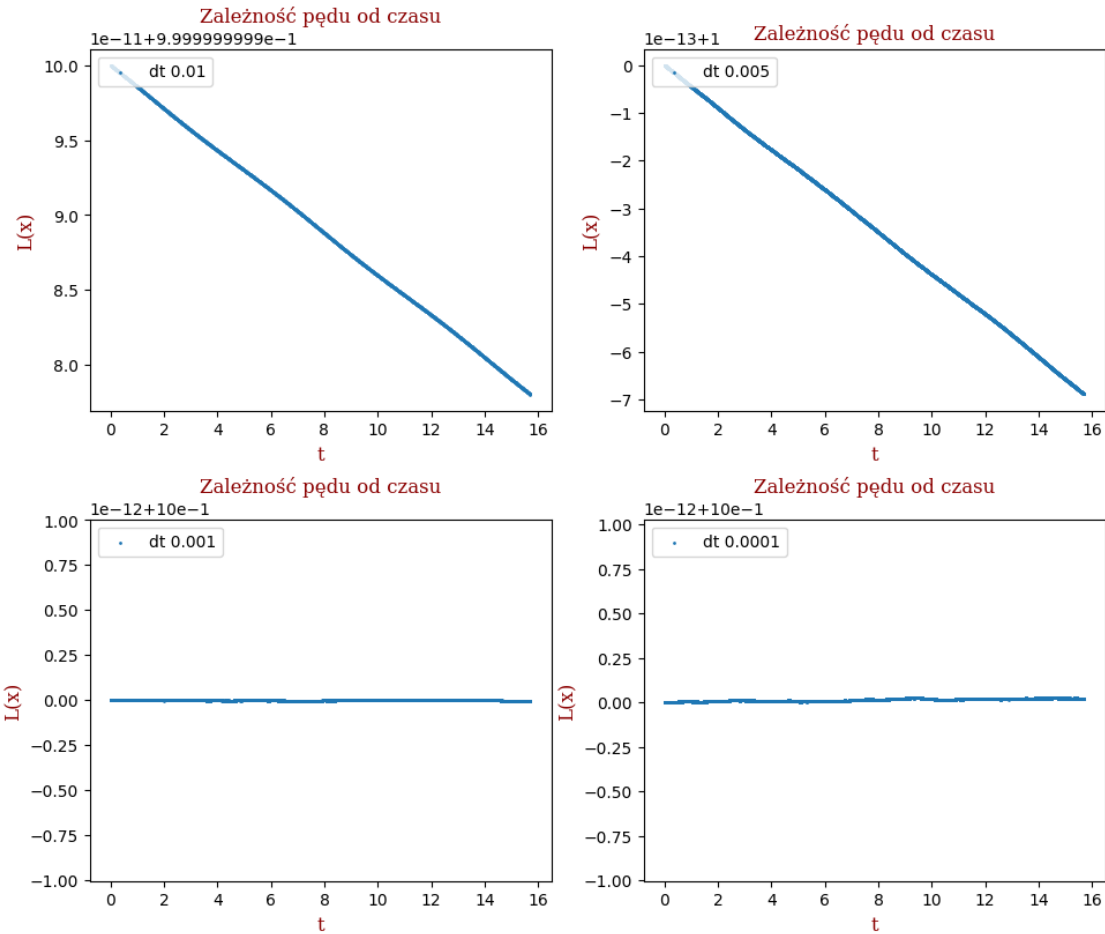 Zależność pędu od czasu
1e−11+9.999999999e−1
dt 0.01
10.0
9.5
9.0
8.5
8.0
L(x)
0 2 4 6 8 10 12 14 16
t
Zależność pędu od czasu
1e−13+1
dt 0.005
0
−1
−2
−3
−4
−5
−6
−7
L(x)
0 2 4 6 8 10 12 14 16
t
Zależność pędu od czasu
1e−12+10e−1
dt 0.001
1.00
0.75
0.50
0.25
0.00
−0.25
−0.50
−0.75
−1.00
L(x)
0 2 4 6 8 10 12 14 16
t
Zależność pędu od czasu
1e−12+10e−1
dt 0.0001
1.00
0.75
0.50
0.25
0.00
−0.25
−0.50
−0.75
−1.00
L(x)
0 2 4 6 8 10 12 14 16
t